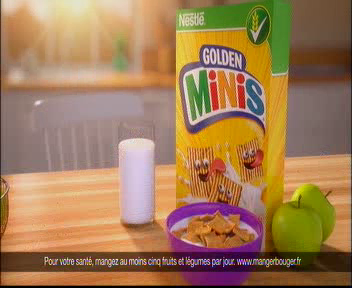 Nestlé
GOLDEN
MiNiS
Pour votre santé, mangez au moins cinq fruits et légumes par jour. www.mangerbouger.fr